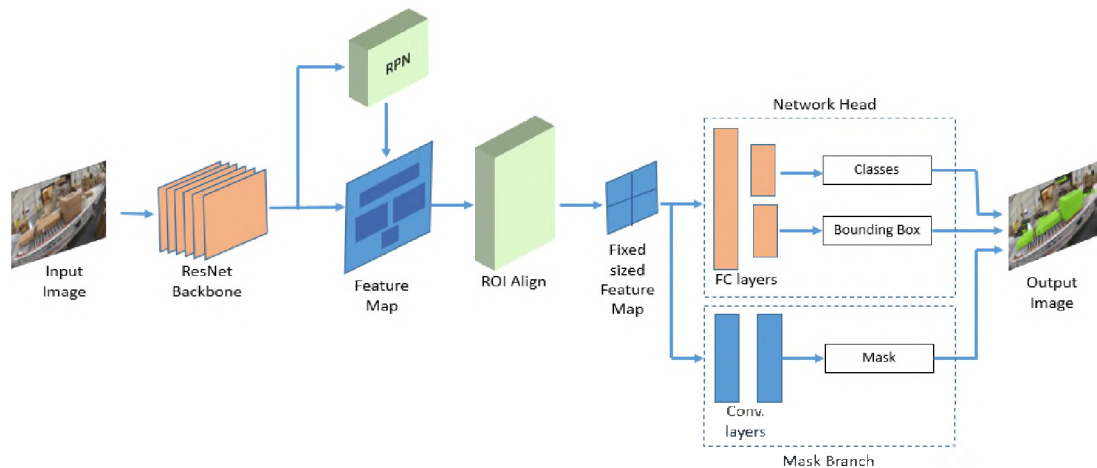 RPN
Network Head
Classes
Bounding Box
FC layers
Input
Image
ResNet
Backbone
Feature
Map
ROI Align
Fixed
sized
Feature
Map
Output
Image
Mask
Conv.
layers
Mask Branch